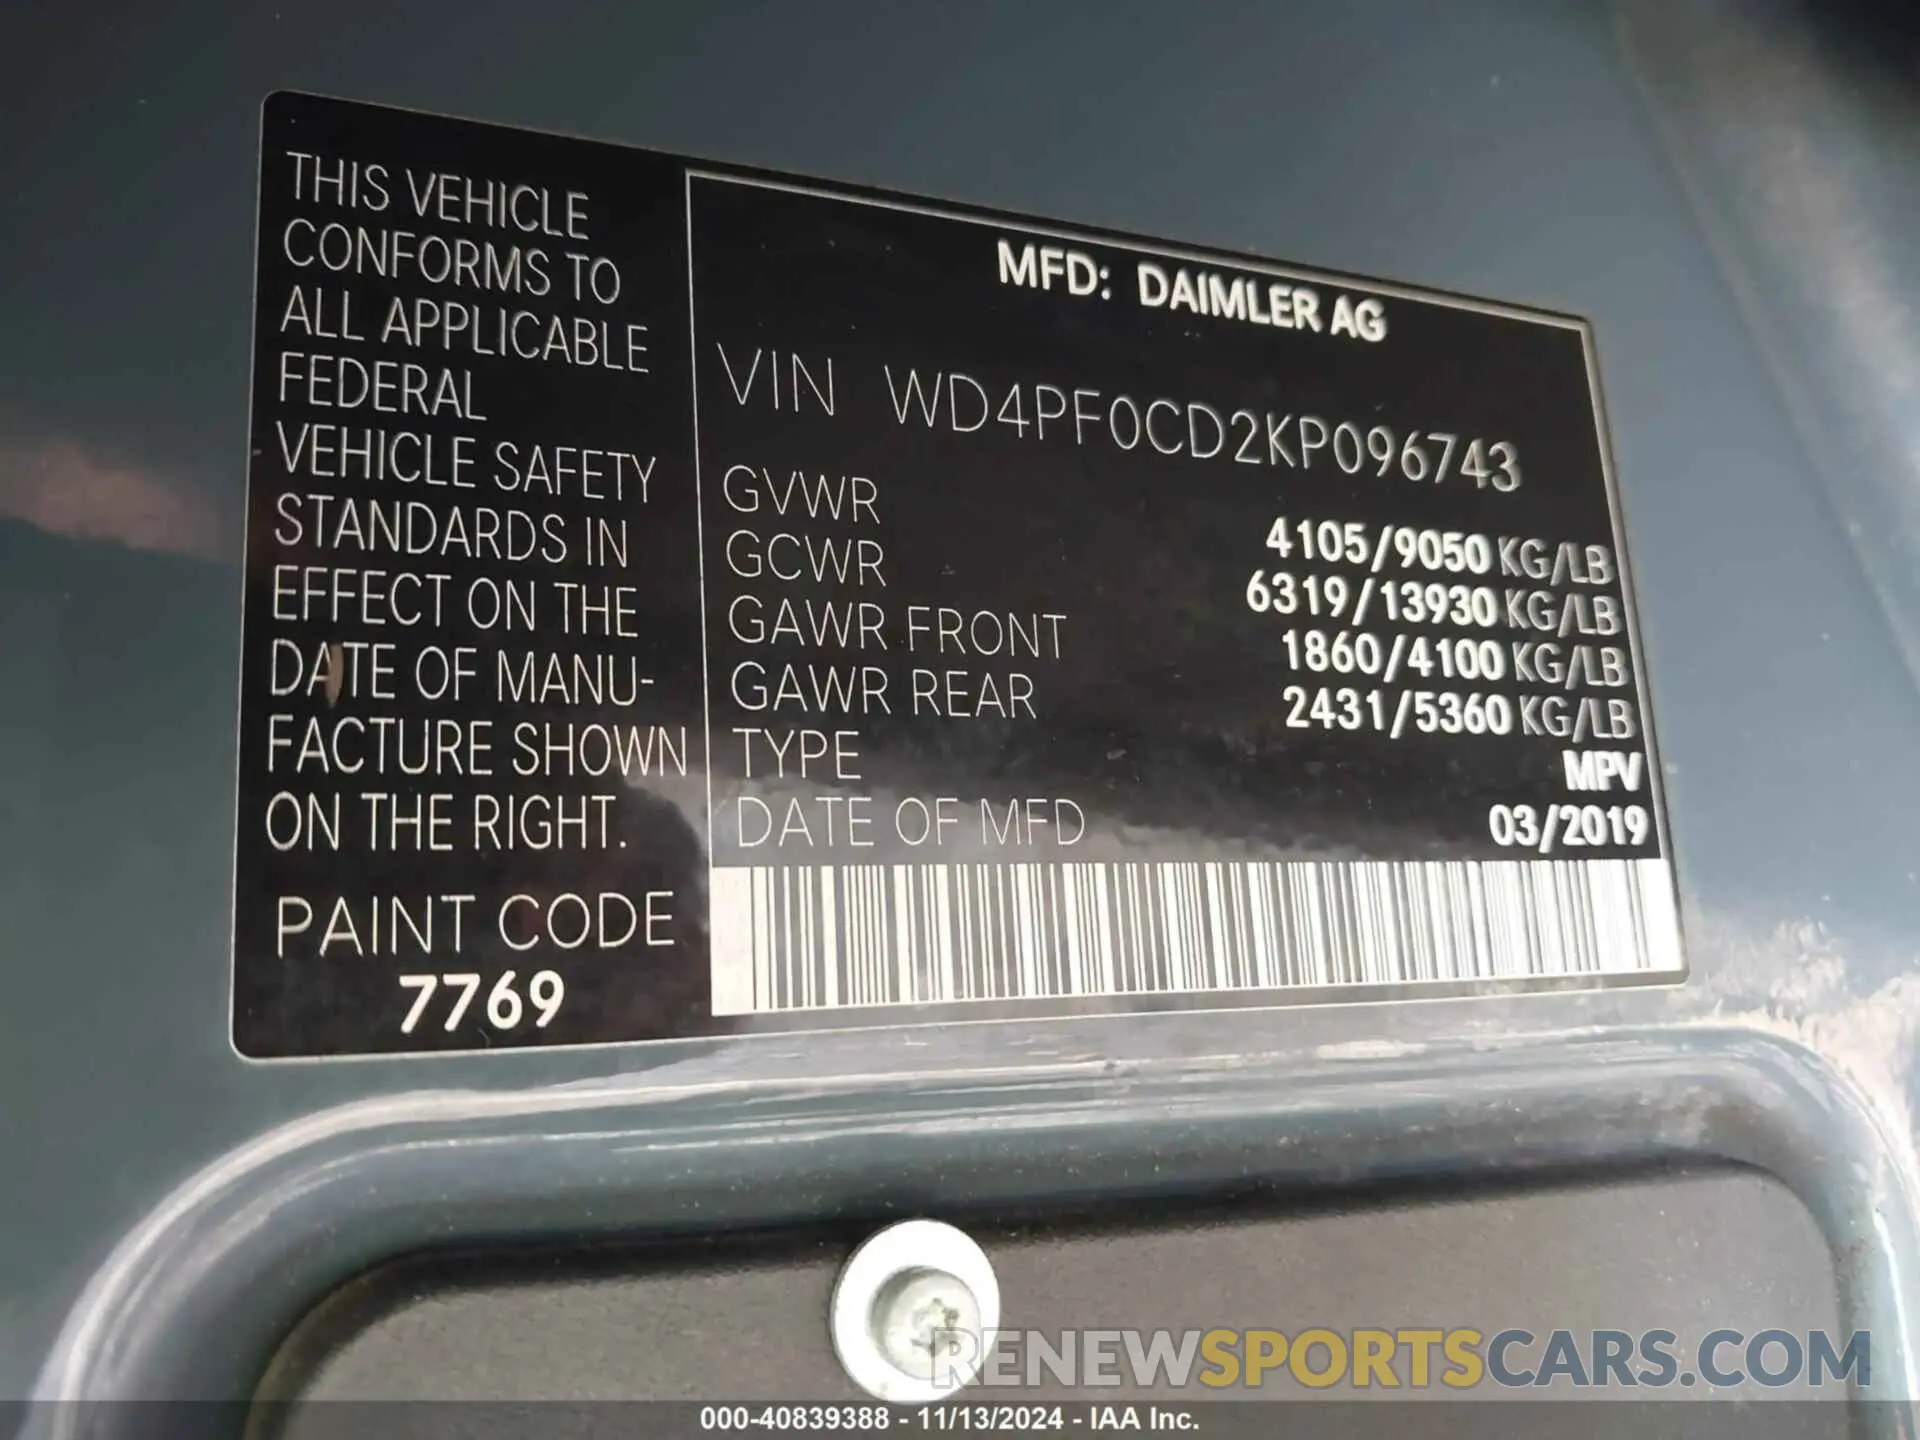 THIS VEHICLE
CONFORMS TO
ALL APPLICABLE
FEDERAL
VEHICLE SAFETY
STANDARDS IN
EFFECT ON THE
DATE OF MANU-
FACTURE SHOWN
ON THE RIGHT.
PAINT CODE
7769
MFD: DAIMLER AG
VIN WD4PF0CD2KP096743
GVWR 4105/9050 KG/LB
GCWR 6319/13930 KG/LB
GAWR FRONT 1860/4100 KG/LB
GAWR REAR 2431/5360 KG/LB
TYPE MPV
DATE OF MFD 03/2019
RENEWSPORTSCARS.COM
000-40839388 - 11/13/2024 - IAA Inc.